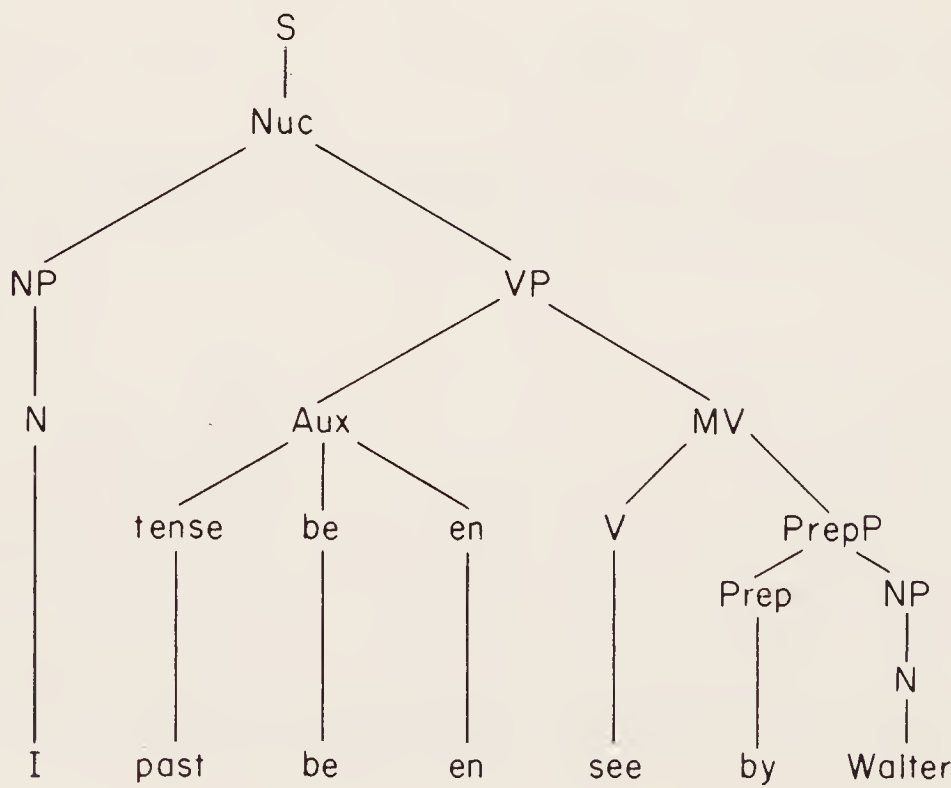 S
Nuc
NP VP
N Aux MV
tense be en V PrepP
Prep NP
N
I past be en see by Walter